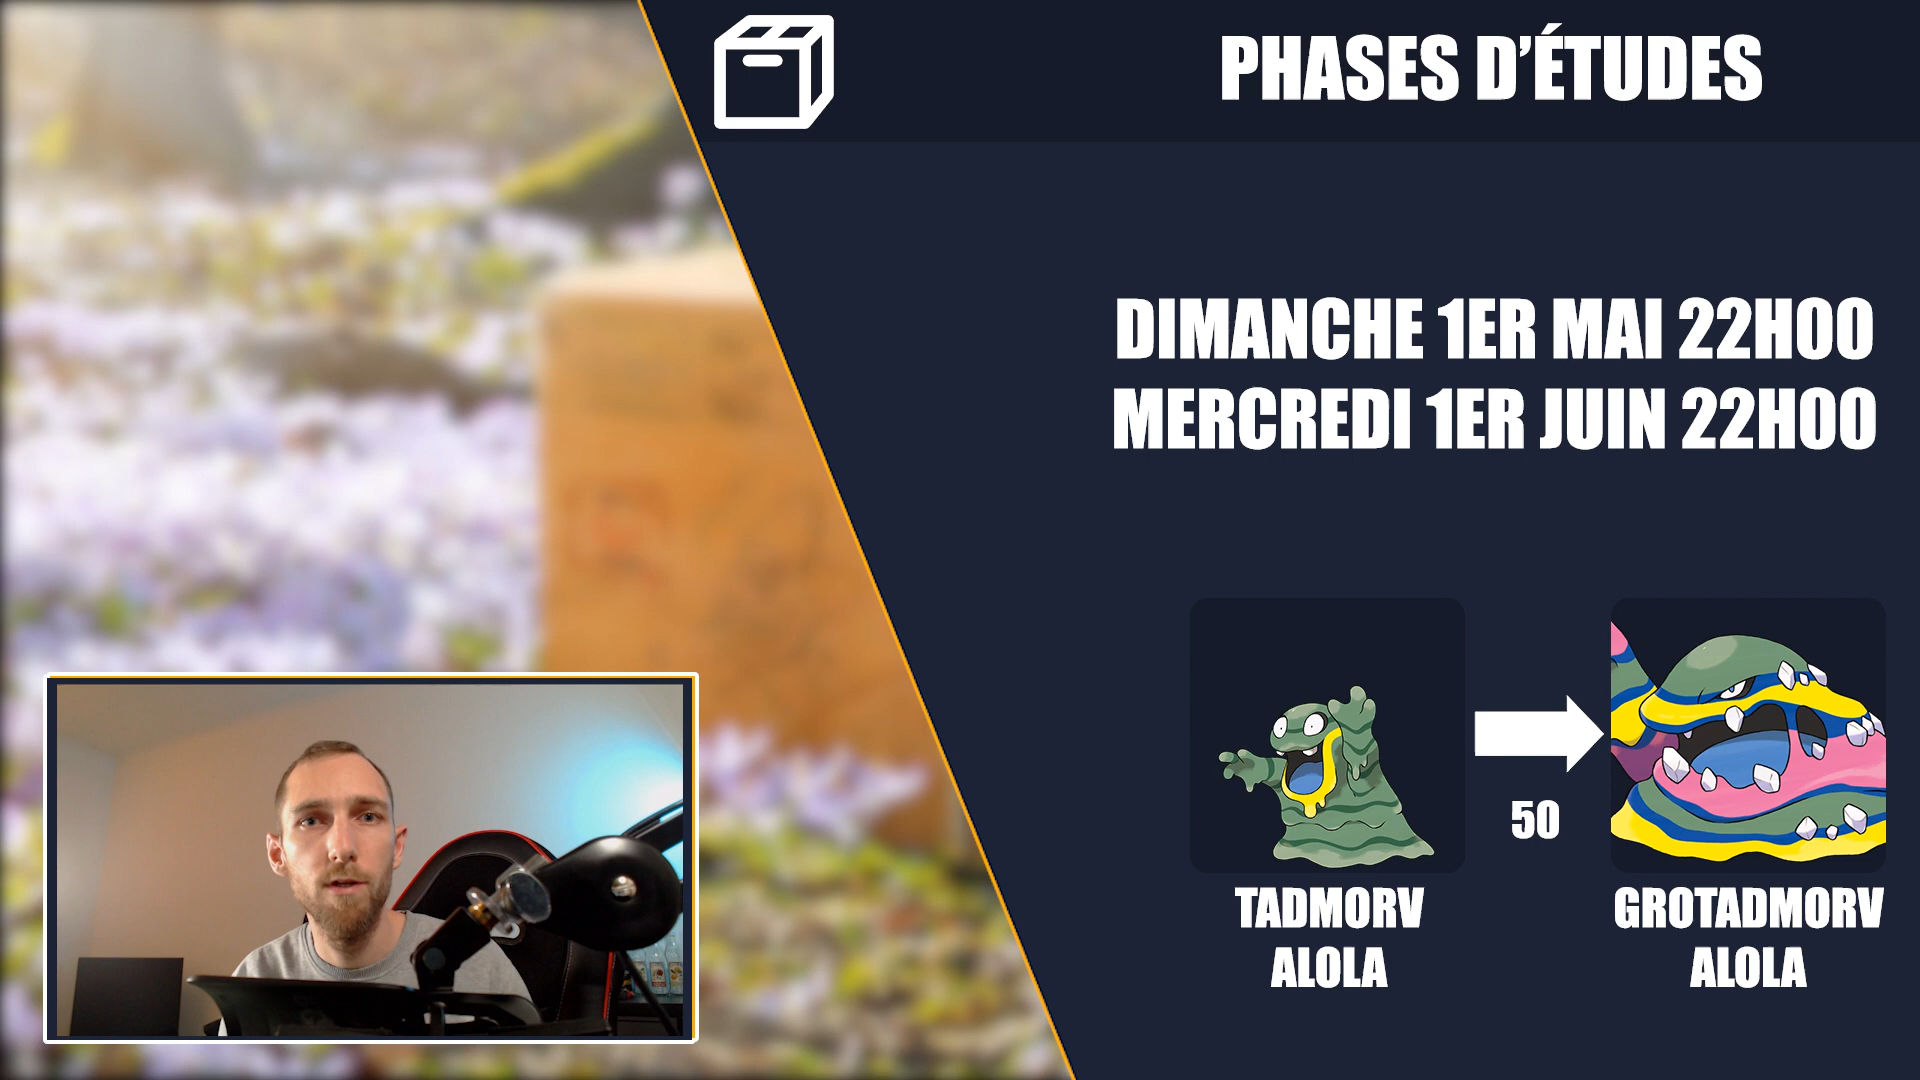 PHASES D’ÉTUDES
DIMANCHE 1ER MAI 22H00
MERCREDI 1ER JUIN 22H00
50
TADMORV
ALOLA
GROTADMORV
ALOLA